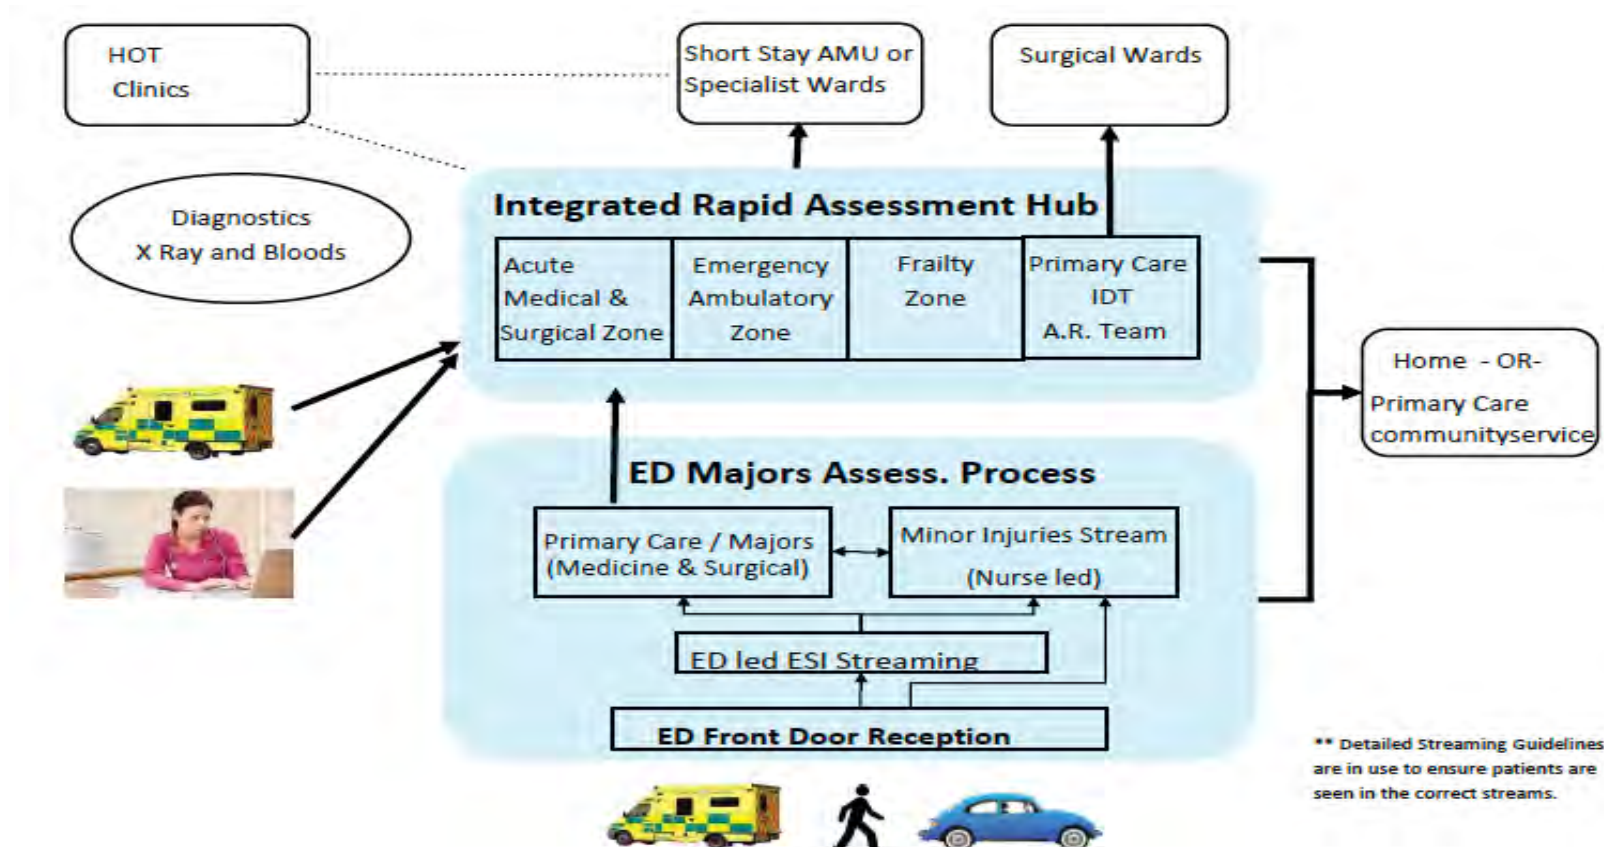 HOT
Clinics
Short Stay AMU or
Specialist Wards
Surgical Wards
Diagnostics
X Ray and Bloods
Integrated Rapid Assessment Hub
Acute
Medical &
Surgical Zone
Emergency
Ambulatory
Zone
Frailty
Zone
Primary Care
IDT
A.R. Team
Home - OR-
Primary Care
communityservice
ED Majors Assess. Process
Primary Care / Majors
(Medicine & Surgical)
Minor Injuries Stream
(Nurse led)
ED led ESI Streaming
ED Front Door Reception
** Detailed Streaming Guidelines
are in use to ensure patients are
seen in the correct streams.